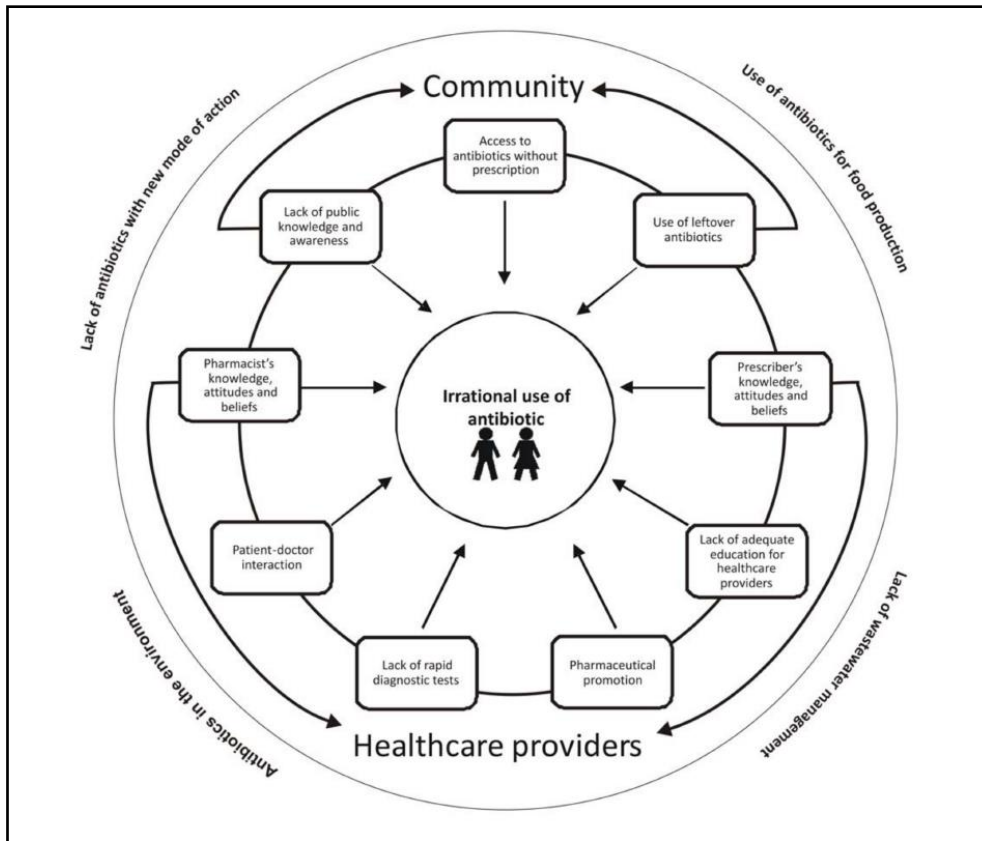 Community
Lack of antibiotics with new mode of action
Use of antibiotics for food production
Access to
antibiotics without
prescription
Lack of public
knowledge and
awareness
Use of leftover
antibiotics
Pharmacist's
knowledge,
attitudes and
beliefs
Irrational use of
antibiotic
Prescriber's
knowledge,
attitudes and
beliefs
Patient-doctor
interaction
Lack of adequate
education for
healthcare
providers
Lack of rapid
diagnostic tests
Pharmaceutical
promotion
Antibiotics in the environment
Lack of wastewater management
Healthcare providers